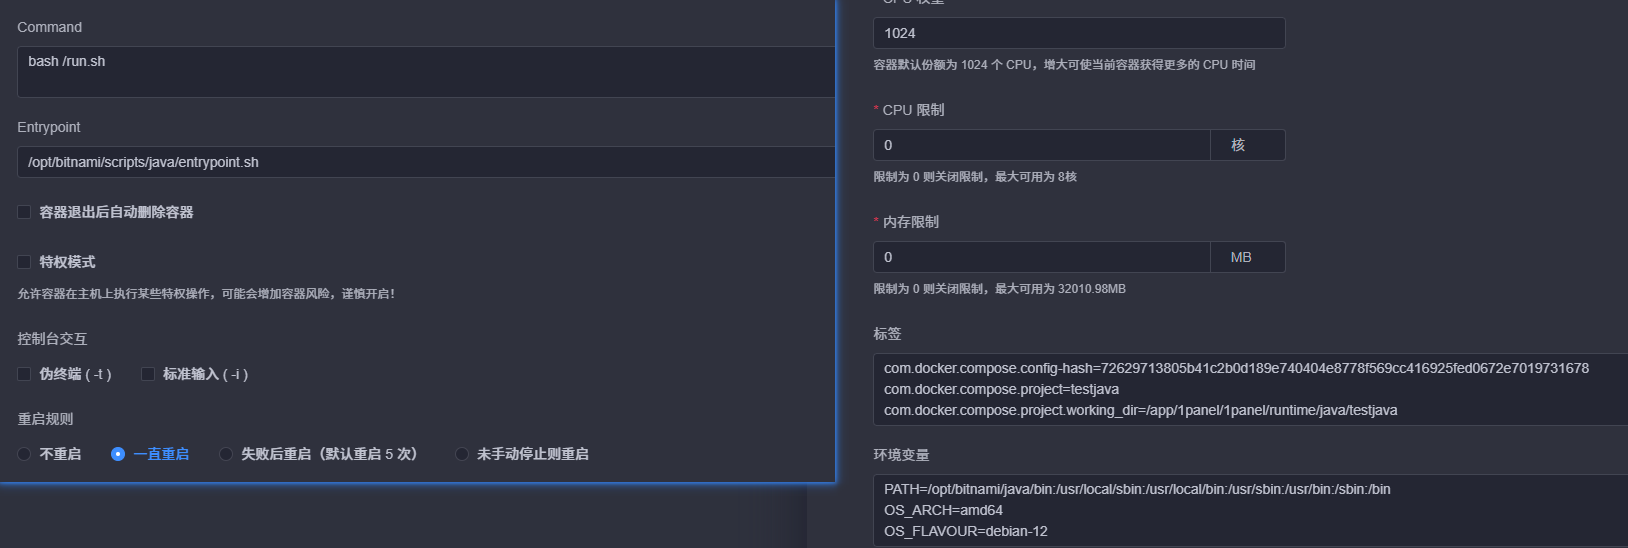 Command
bash /run.sh
Entrypoint
/opt/bitnami/scripts/java/entrypoint.sh
容器退出后自动删除容器
特权模式
允许容器在主机上执行某些特权操作，可能会增加容器风险，谨慎开启！
控制台交互
伪终端 ( -t )
标准输入 ( -i )
重启规则
不重启
一直重启
失败后重启（默认重启 5 次）
未手动停止则重启
CPU 权重
1024
容器默认份额为 1024 个 CPU，增大可使当前容器获得更多的 CPU 时间
* CPU 限制
0
核
限制为 0 则关闭限制，最大可用为 8核
* 内存限制
0
MB
限制为 0 则关闭限制，最大可用为 32010.98MB
标签
com.docker.compose.config-hash=72629713805b41c2b0d189e740404e8778f569cc416925fed0672e7019731678
com.docker.compose.project=testjava
com.docker.compose.project.working_dir=/app/1panel/1panel/runtime/java/testjava
环境变量
PATH=/opt/bitnami/java/bin:/usr/local/sbin:/usr/local/bin:/usr/sbin:/usr/bin:/sbin:/bin
OS_ARCH=amd64
OS_FLAVOUR=debian-12